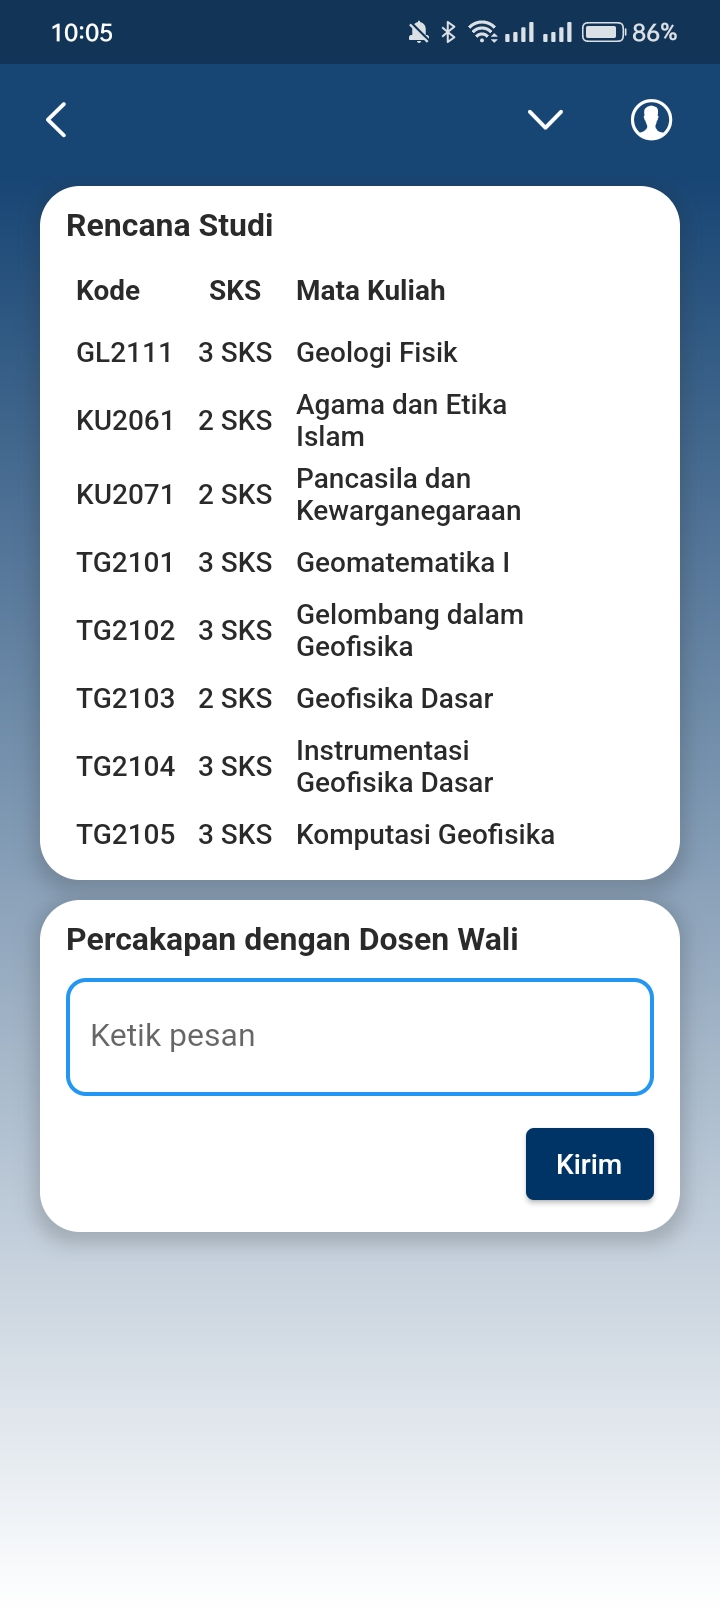 10:05
86%
Rencana Studi
Kode SKS Mata Kuliah
GL2111 3 SKS Geologi Fisik
KU2061 2 SKS Agama dan Etika
Islam
KU2071 2 SKS Pancasila dan
Kewarganegaraan
TG2101 3 SKS Geomatematika I
TG2102 3 SKS Gelombang dalam
Geofisika
TG2103 2 SKS Geofisika Dasar
TG2104 3 SKS Instrumentasi
Geofisika Dasar
TG2105 3 SKS Komputasi Geofisika
Percakapan dengan Dosen Wali
Ketik pesan
Kirim